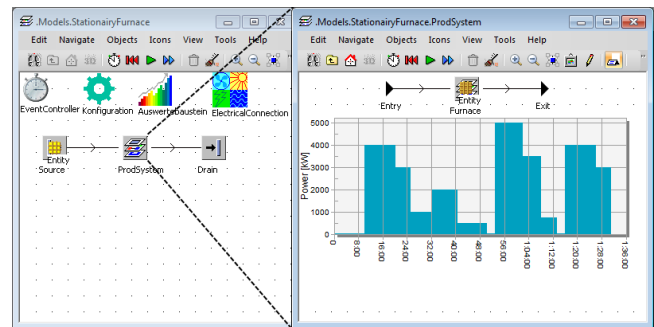 .Models.StationairyFurnace
Edit Navigate Objects Icons View Tools Help
EventController Konfiguration Auswertebaustein ElectricalConnection
Entity
Source ProdSystem Drain
.Models.StationairyFurnace.ProdSystem
Edit Navigate Objects Icons View Tools Help
Entry Entity Exit
Furnace
Power [kW]
5000
4000
3000
2000
1000
0
0 8:00 16:00 24:00 32:00 40:00 48:00 56:00 1:04:00 1:12:00 1:20:00 1:28:00 1:36:00